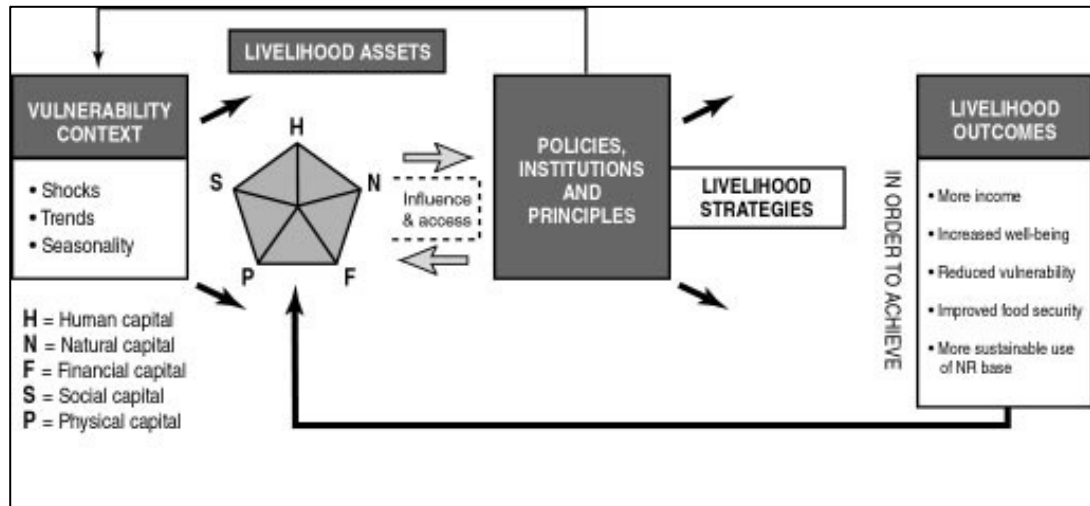 LIVELIHOOD ASSETS
VULNERABILITY
CONTEXT
• Shocks
• Trends
• Seasonality
H
S
N
P
F
Influence
& access
POLICIES,
INSTITUTIONS
AND
PRINCIPLES
LIVELIHOOD
STRATEGIES
IN ORDER TO ACHIEVE
LIVELIHOOD
OUTCOMES
• More income
• Increased well-being
• Reduced vulnerability
• Improved food security
• More sustainable use
of NR base
H = Human capital
N = Natural capital
F = Financial capital
S = Social capital
P = Physical capital